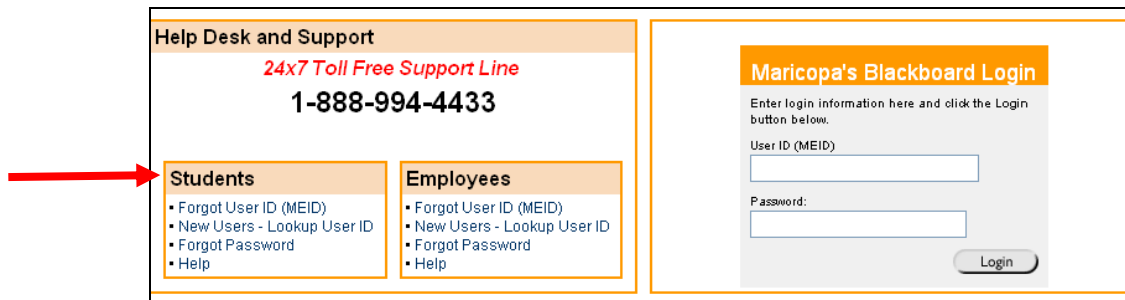 Help Desk and Support
24x7 Toll Free Support Line
1-888-994-4433
Students
▪ Forgot User ID (MEID)
▪ New Users - Lookup User ID
▪ Forgot Password
▪ Help
Employees
▪ Forgot User ID (MEID)
▪ New Users - Lookup User ID
▪ Forgot Password
▪ Help
Maricopa's Blackboard Login
Enter login information here and click the Login
button below.
User ID (MEID)
Password:
Login